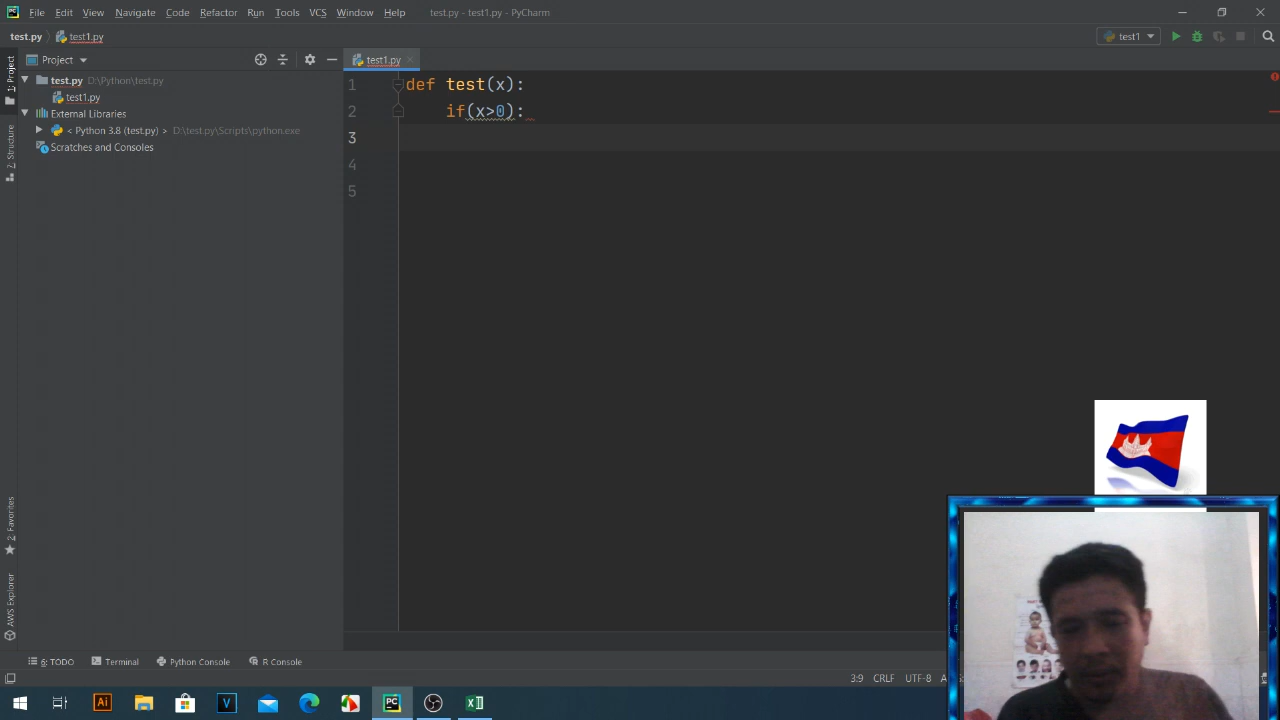 File Edit View Navigate Code Refactor Run Tools VCS Window Help test.py - test1.py - PyCharm
test.py test1.py test1
1: Project
Project
test1.py
test.py D:\Python\test.py
test1.py
External Libraries
< Python 3.8 (test.py) > D:\test.py\Scripts\python.exe
Scratches and Consoles
7: Structure
1 def test(x):
2 if(x>0):
3
4
5
2: Favorites
AWS Explorer
6: TODO Terminal Python Console R Console
3:9 CRLF UTF-8
Ai V PC X